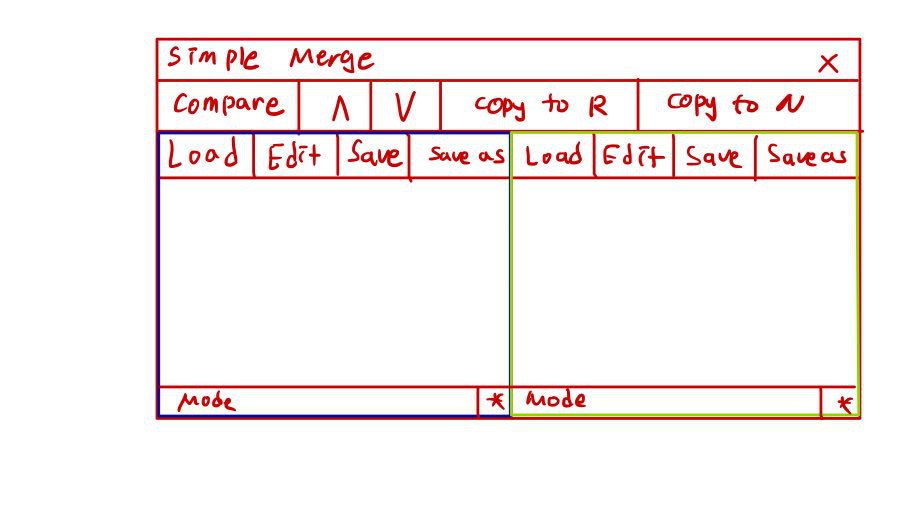 Simple Merge X
Compare Λ V copy to R copy to N
Load Edit Save save as Load Edit Save Save as
Mode * Mode *